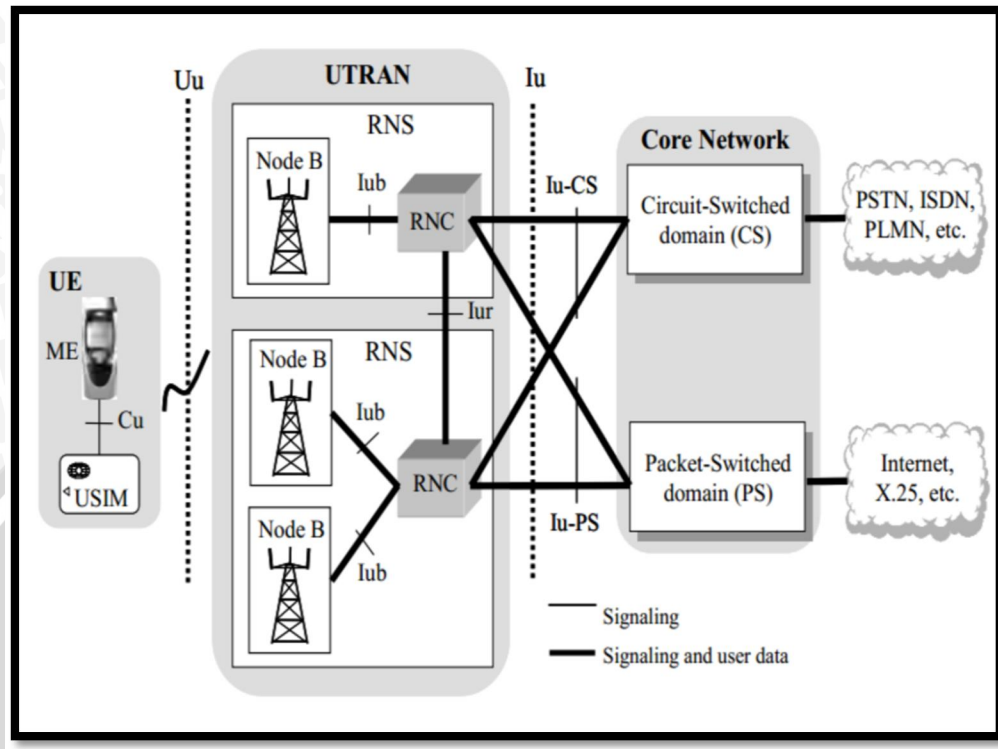 Uu
UTRAN
Iu
RNS
Node B
Iub
RNC
Iur
RNS
Node B
Iub
RNC
Node B
Iub
UE
ME
Cu
USIM
Core Network
Iu-CS
Circuit-Switched
domain (CS)
PSTN, ISDN,
PLMN, etc.
Packet-Switched
domain (PS)
Iu-PS
Internet,
X.25, etc.
Signaling
Signaling and user data